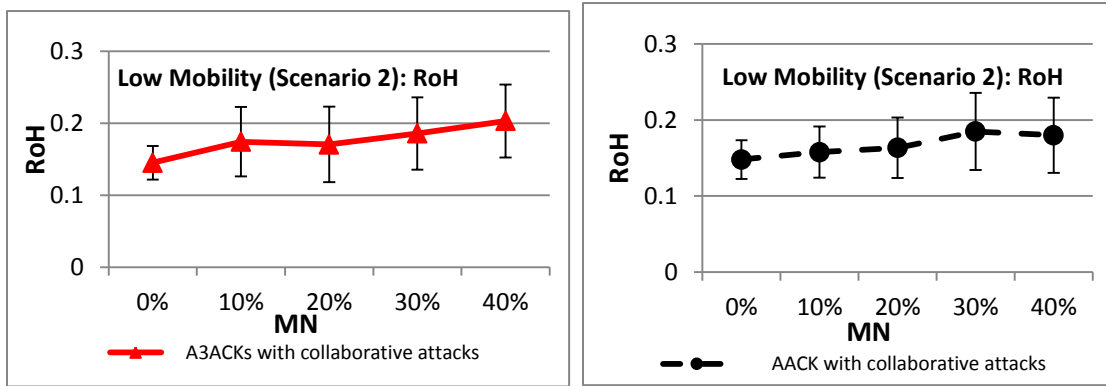 0.3
Low Mobility (Scenario 2): RoH
0.2
RoH
0.1
0
0% 10% 20% 30% 40%
MN
A3ACKs with collaborative attacks
0.3
Low Mobility (Scenario 2): RoH
0.2
RoH
0.1
0
0% 10% 20% 30% 40%
MN
AACK with collaborative attacks